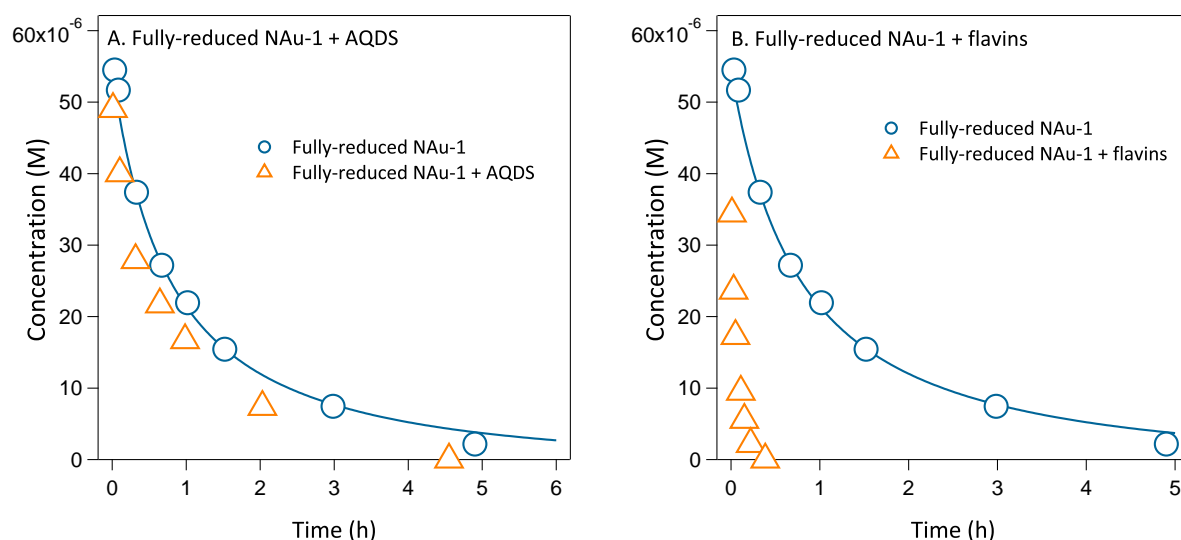 A. Fully-reduced NAu-1 + AQDS
60x10-6
50
40
30
20
10
0
Concentration (M)
Fully-reduced NAu-1
Fully-reduced NAu-1 + AQDS
0 1 2 3 4 5 6
Time (h)
B. Fully-reduced NAu-1 + flavins
60x10-6
50
40
30
20
10
0
Concentration (M)
Fully-reduced NAu-1
Fully-reduced NAu-1 + flavins
0 1 2 3 4 5
Time (h)